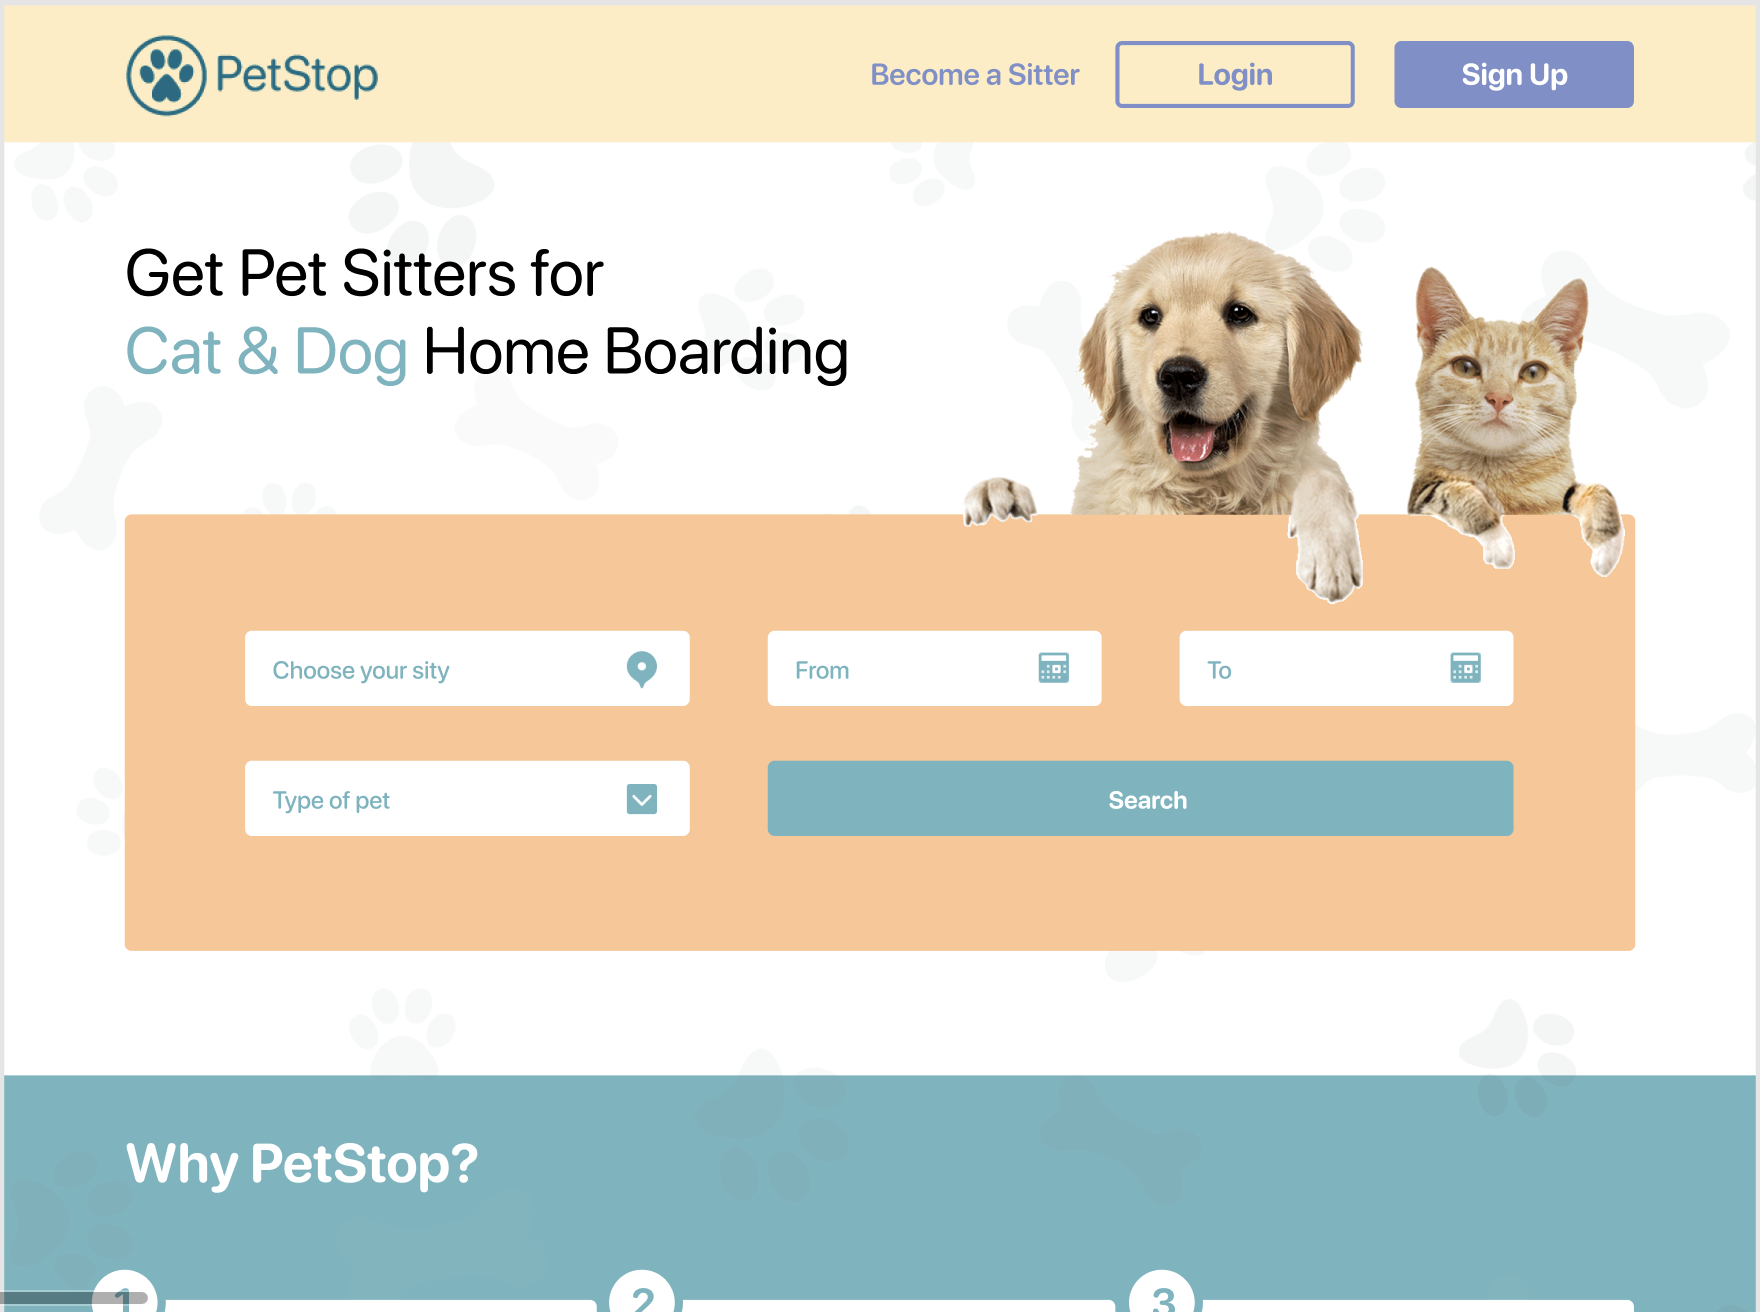 PetStop
Become a Sitter
Login
Sign Up
Get Pet Sitters for
Cat & Dog Home Boarding
Choose your sity
From
To
Type of pet
Search
Why PetStop?
1
2
3